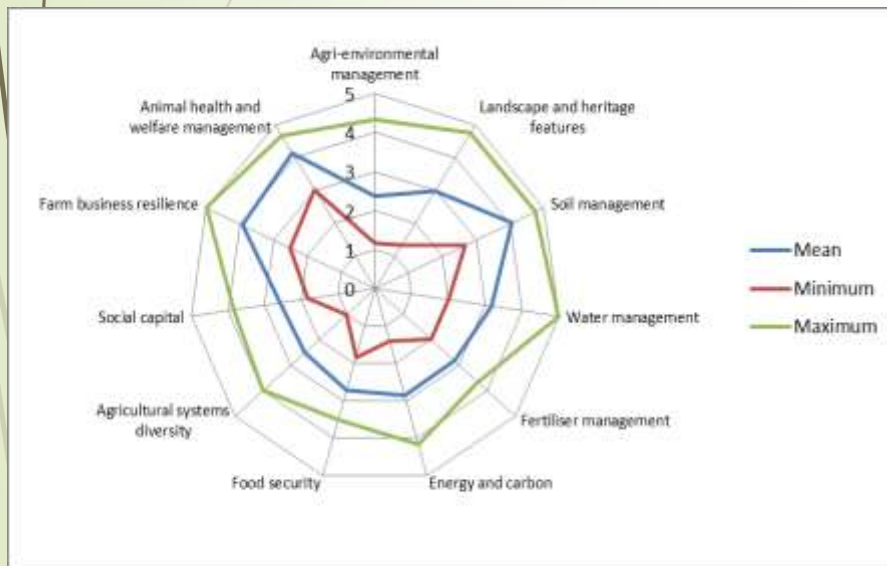 Agri-environmental
management
Animal health and
welfare management
Landscape and heritage
features
5
4
3
2
1
0
Farm business resilience
Soil management
Mean
Minimum
Maximum
Social capital
Water management
Agricultural systems
diversity
Fertiliser management
Food security
Energy and carbon